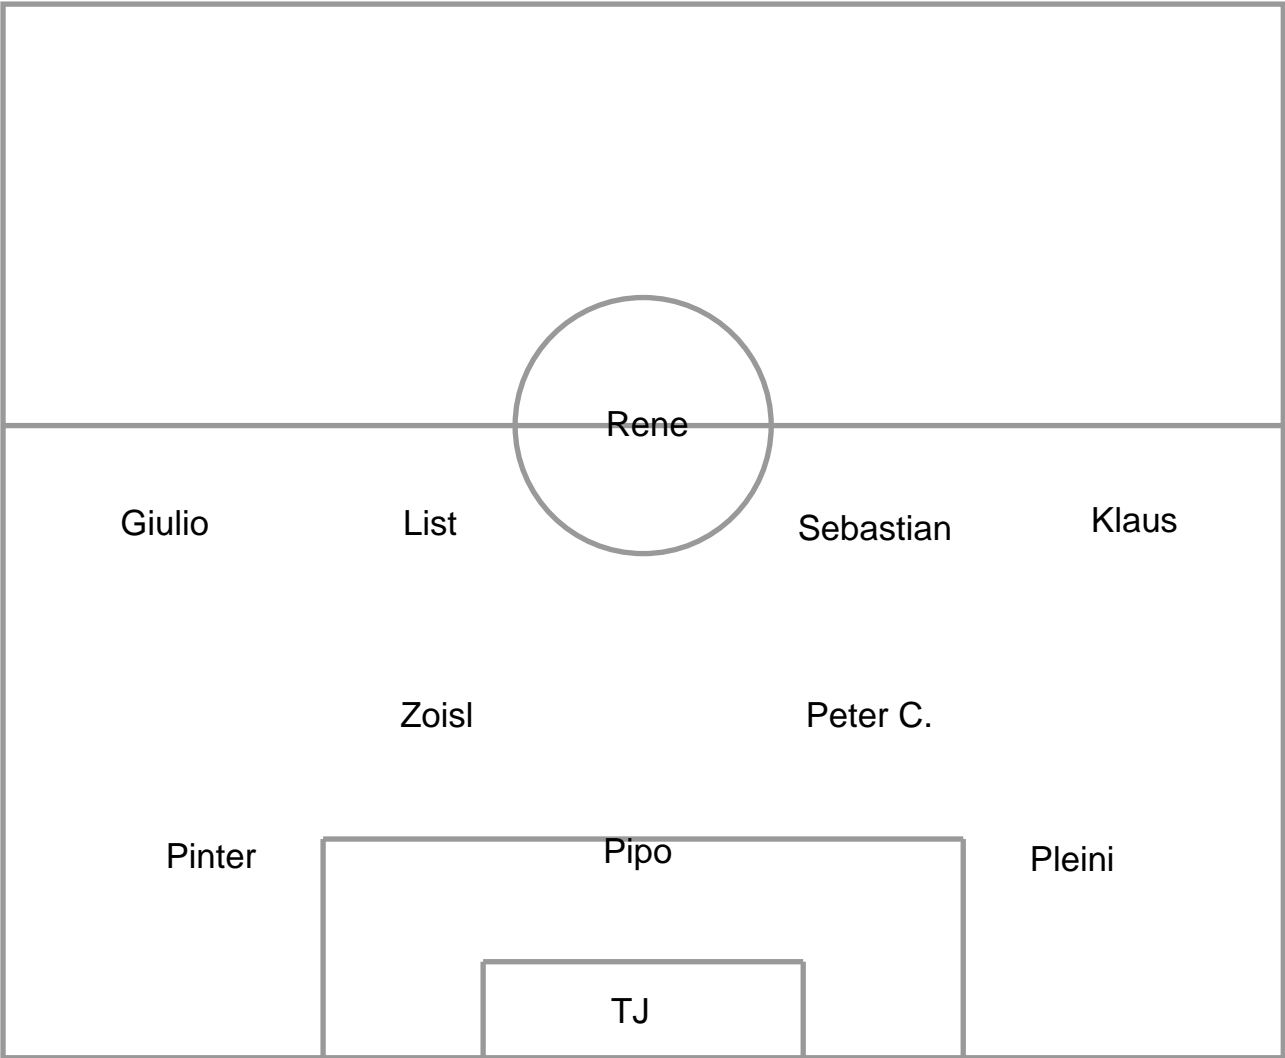 Rene
Giulio List Sebastian Klaus
Zoisl Peter C.
Pinter Pipo Pleini
TJ